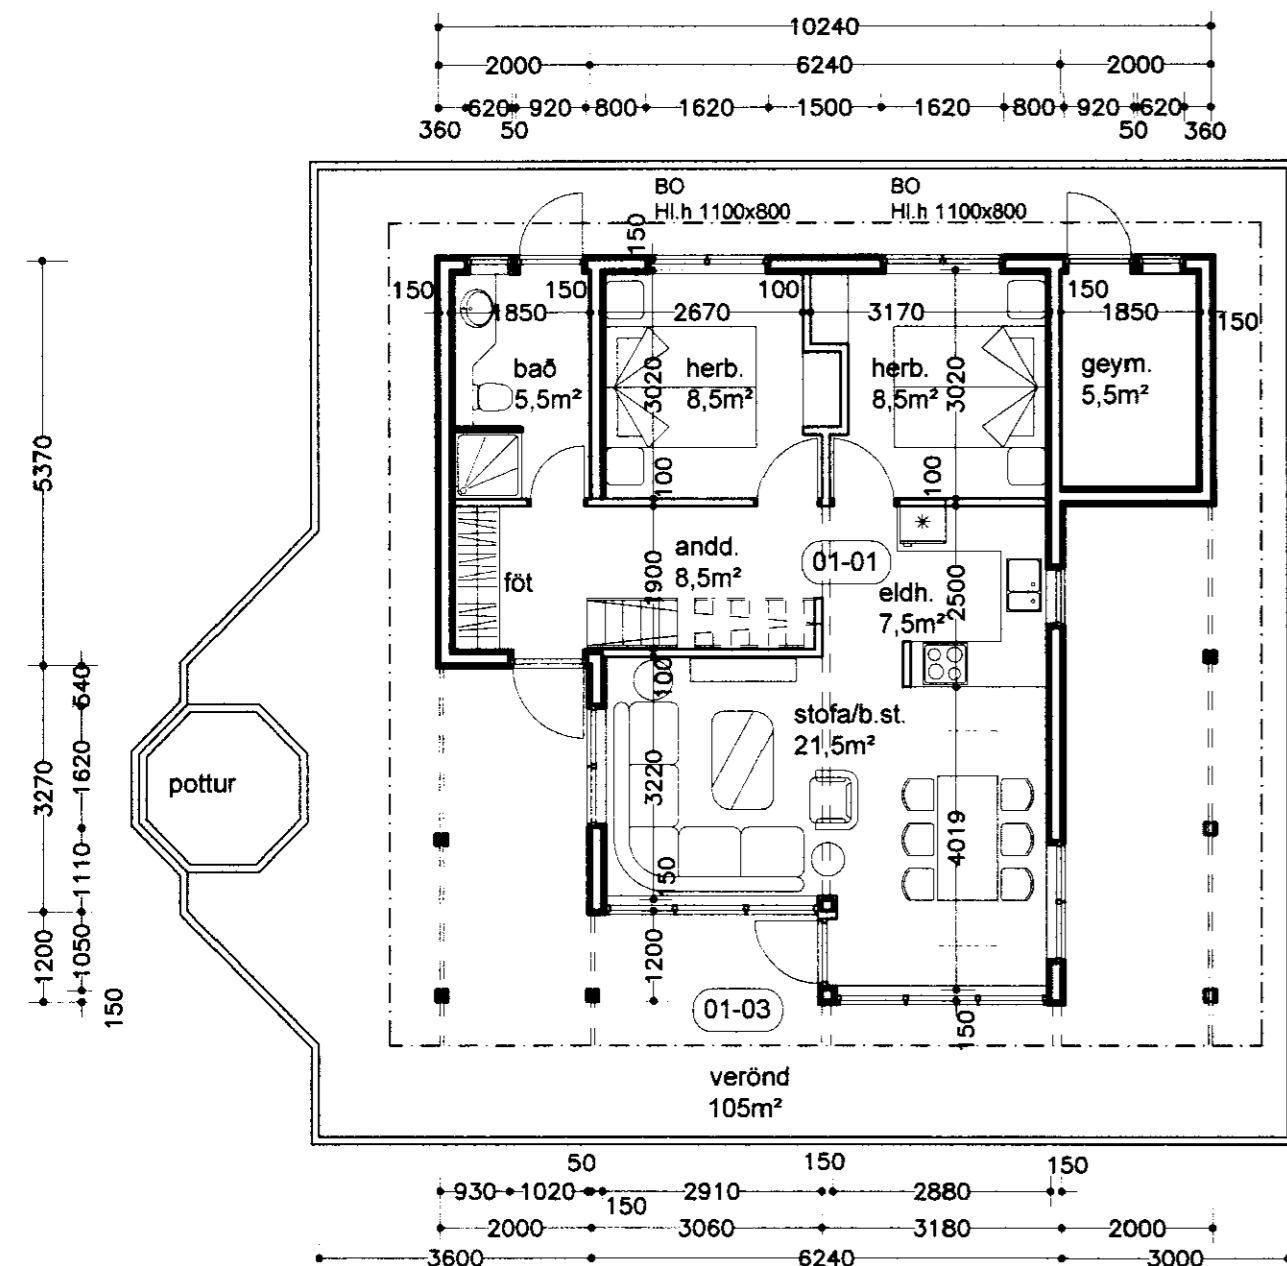 10240
2000 6240 2000
620 920 800 1620 1500 1620 800 920 620
360 50 50 360
BO
Hl.h 1100x800
BO
Hl.h 1100x800
150
150 150 100 150 150
1850 2670 3170 1850
bað
5,5m²
herb.
8,5m²
3020
herb.
8,5m²
3020
geym.
5,5m²
5370
100
100
andd.
8,5m²
1900
01-01
föt
eldh.
7,5m²
2500
100
540
1620
3270
1110
1200
1050
150
pottur
stofa/b.st.
21,5m²
3220
4019
150
1200
01-03
150
verönd
105m²
50 150 150
930 1020 2910 2880
150
2000 3060 3180 2000
3600 6240 3000